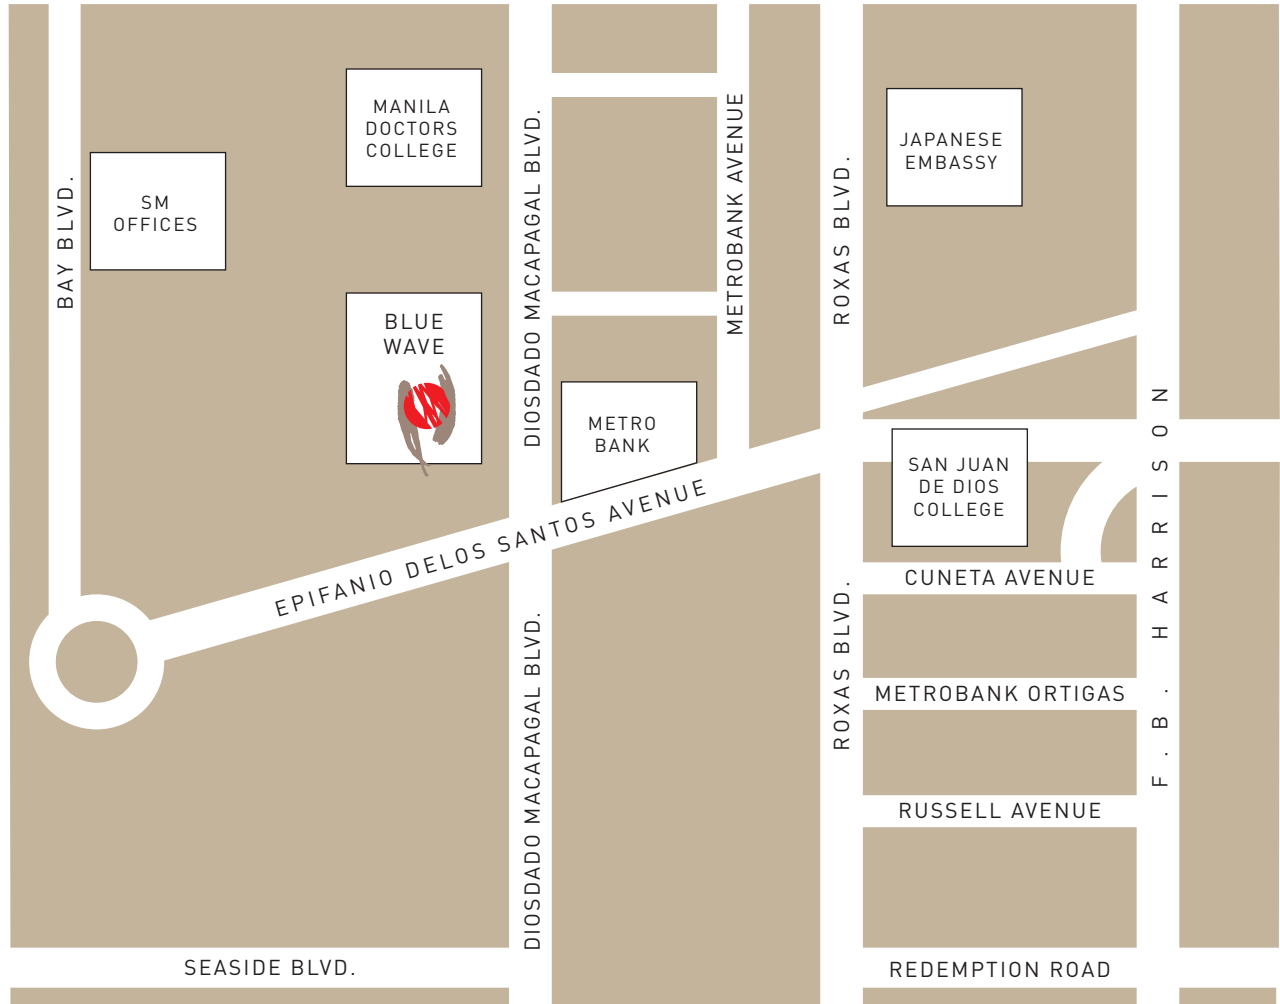 MANILA
DOCTORS
COLLEGE
JAPANESE
EMBASSY
SM
OFFICES
BAY BLVD.
DIOSDADO MACAPAGAL BLVD.
METROBANK AVENUE
ROXAS BLVD.
BLUE
WAVE
METRO
BANK
SAN JUAN
DE DIOS
COLLEGE
EPIFANIO DELOS SANTOS AVENUE
F.B. HARRISON
CUNETA AVENUE
DIOSDADO MACAPAGAL BLVD.
ROXAS BLVD.
METROBANK ORTIGAS
RUSSELL AVENUE
SEASIDE BLVD.
REDEMPTION ROAD